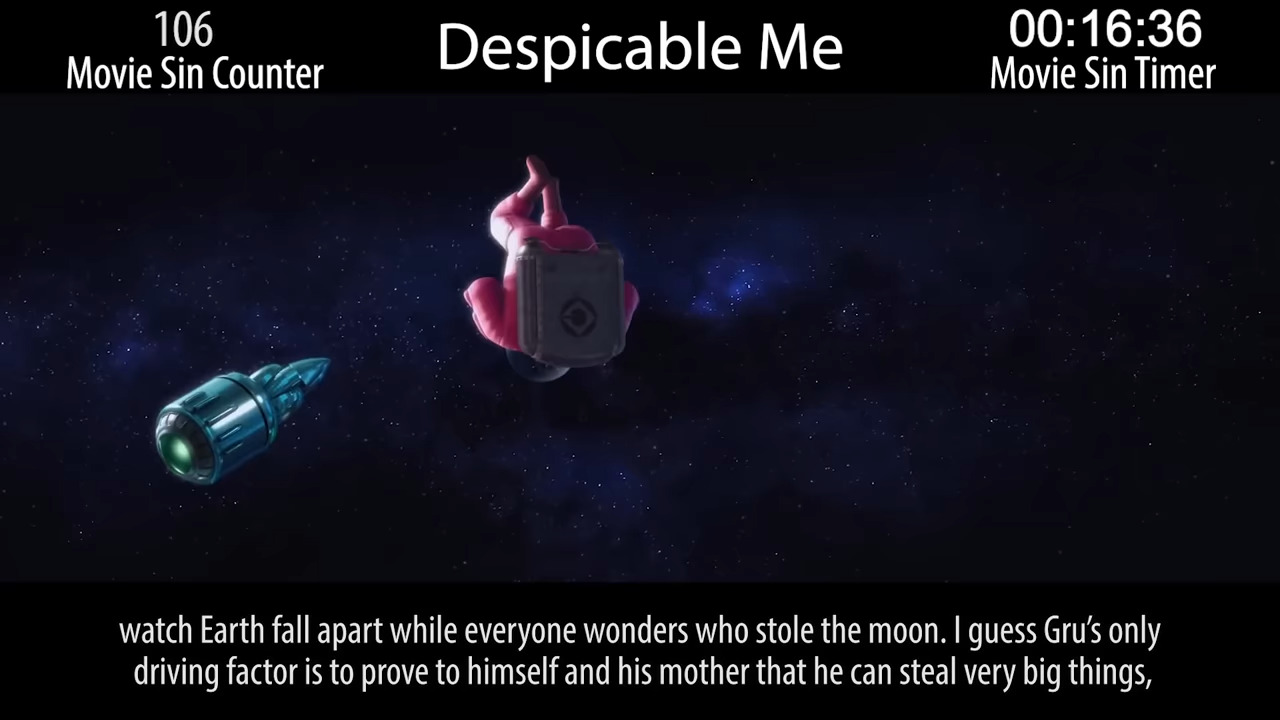 106
Movie Sin Counter
Despicable Me
00:16:36
Movie Sin Timer
watch Earth fall apart while everyone wonders who stole the moon. I guess Gru’s only
driving factor is to prove to himself and his mother that he can steal very big things,